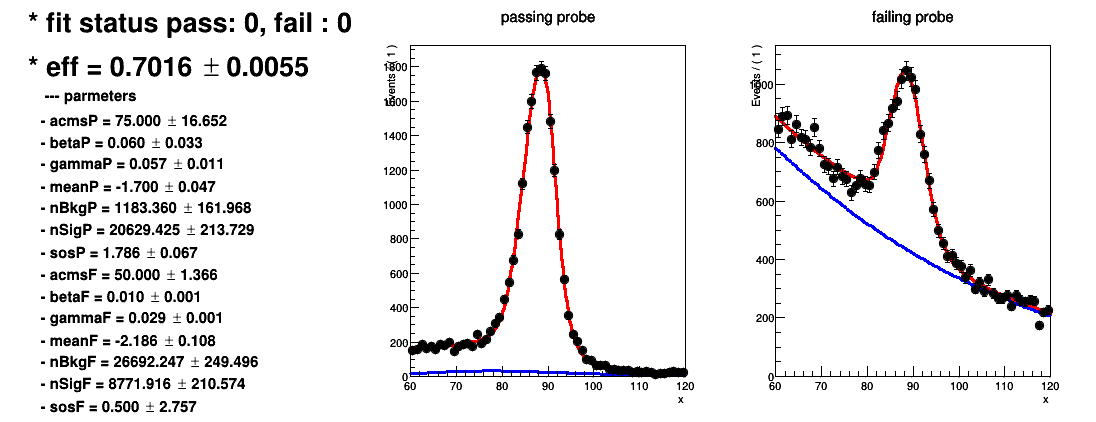 * fit status pass: 0, fail : 0
* eff = 0.7016 ± 0.0055
--- parmeters
- acmsP = 75.000 ± 16.652
- betaP = 0.060 ± 0.033
- gammaP = 0.057 ± 0.011
- meanP = -1.700 ± 0.047
- nBkgP = 1183.360 ± 161.968
- nSigP = 20629.425 ± 213.729
- sosP = 1.786 ± 0.067
- acmsF = 50.000 ± 1.366
- betaF = 0.010 ± 0.001
- gammaF = 0.029 ± 0.001
- meanF = -2.186 ± 0.108
- nBkgF = 26692.247 ± 249.496
- nSigF = 8771.916 ± 210.574
- sosF = 0.500 ± 2.757
passing probe
Events / ( 1 )
1800
1600
1400
1200
1000
800
600
400
200
0
60 70 80 90 100 110 120
x
failing probe
Events / ( 1 )
1000
800
600
400
200
0
60 70 80 90 100 110 120
x